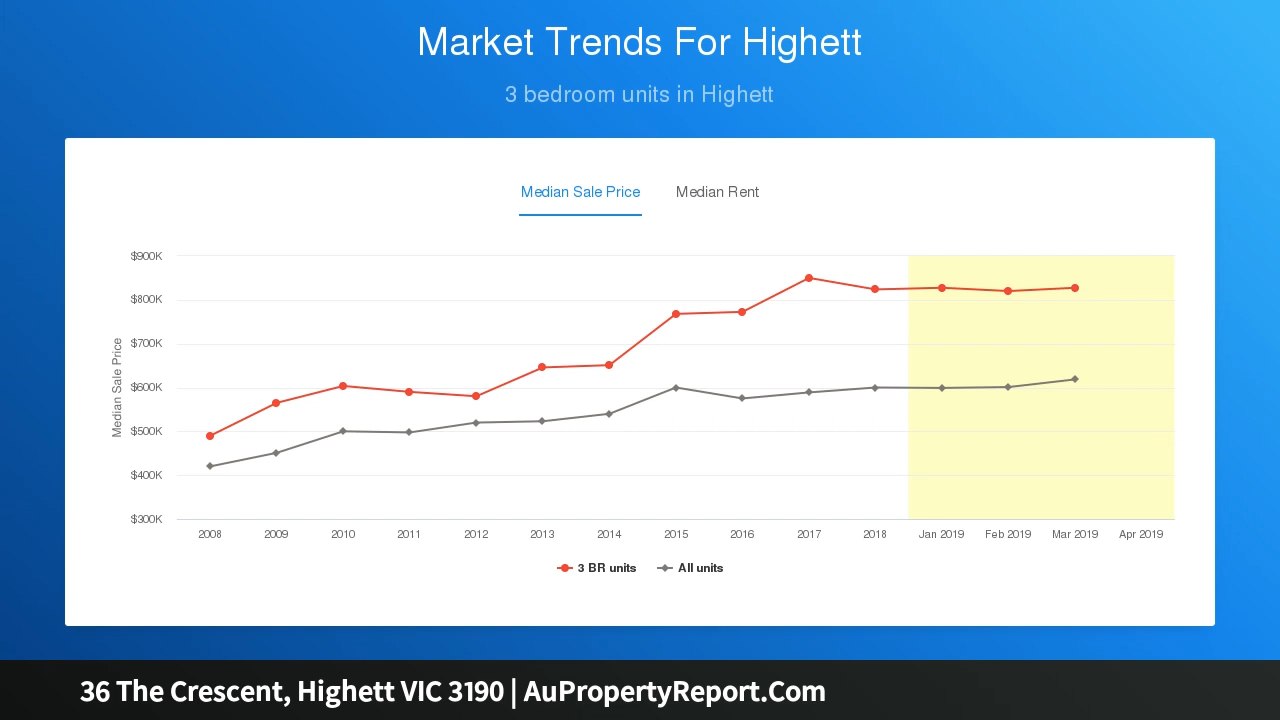 Market Trends For Highett
3 bedroom units in Highett
Median Sale Price Median Rent
Median Sale Price
$900K
$800K
$700K
$600K
$500K
$400K
$300K
2008 2009 2010 2011 2012 2013 2014 2015 2016 2017 2018 Jan 2019 Feb 2019 Mar 2019 Apr 2019
3 BR units All units
36 The Crescent, Highett VIC 3190 | AuPropertyReport.Com